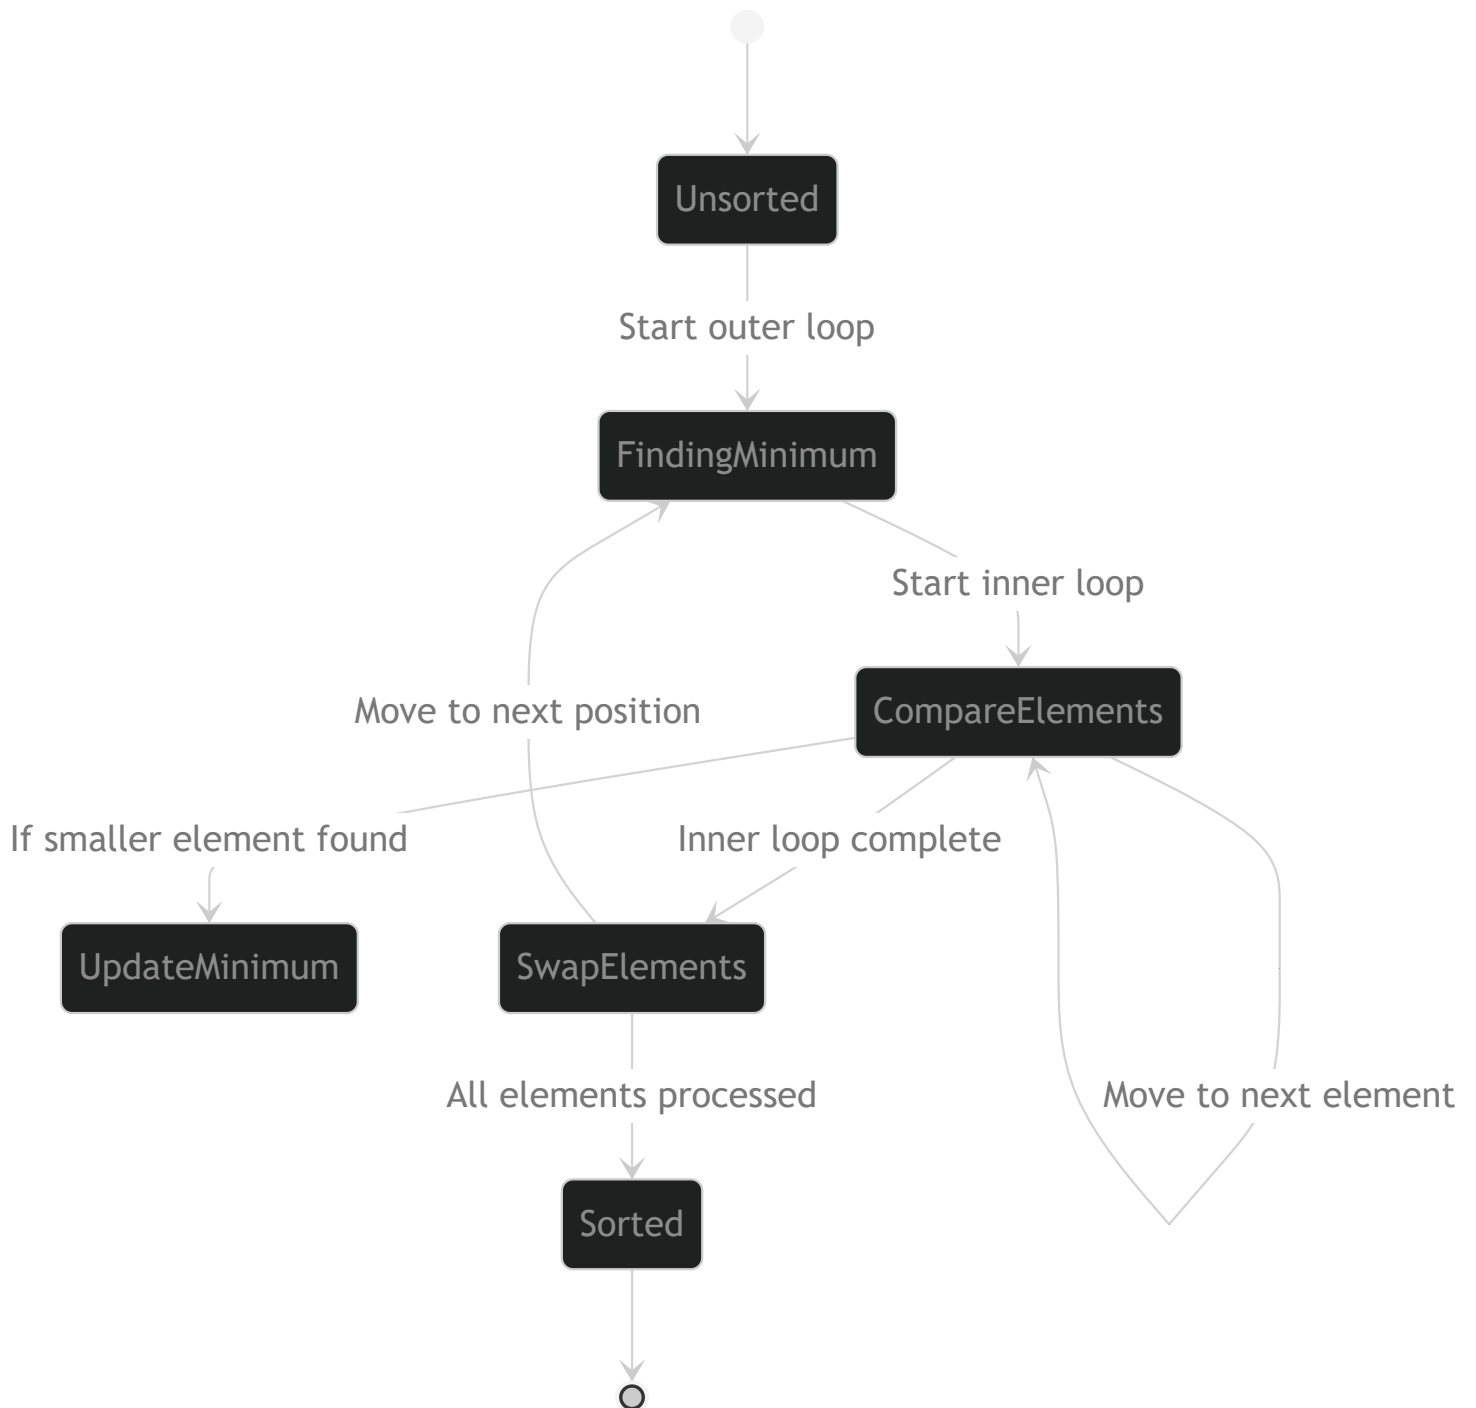 Unsorted
Start outer loop
FindingMinimum
Start inner loop
Move to next position
CompareElements
If smaller element found
Inner loop complete
UpdateMinimum
SwapElements
All elements processed
Move to next element
Sorted